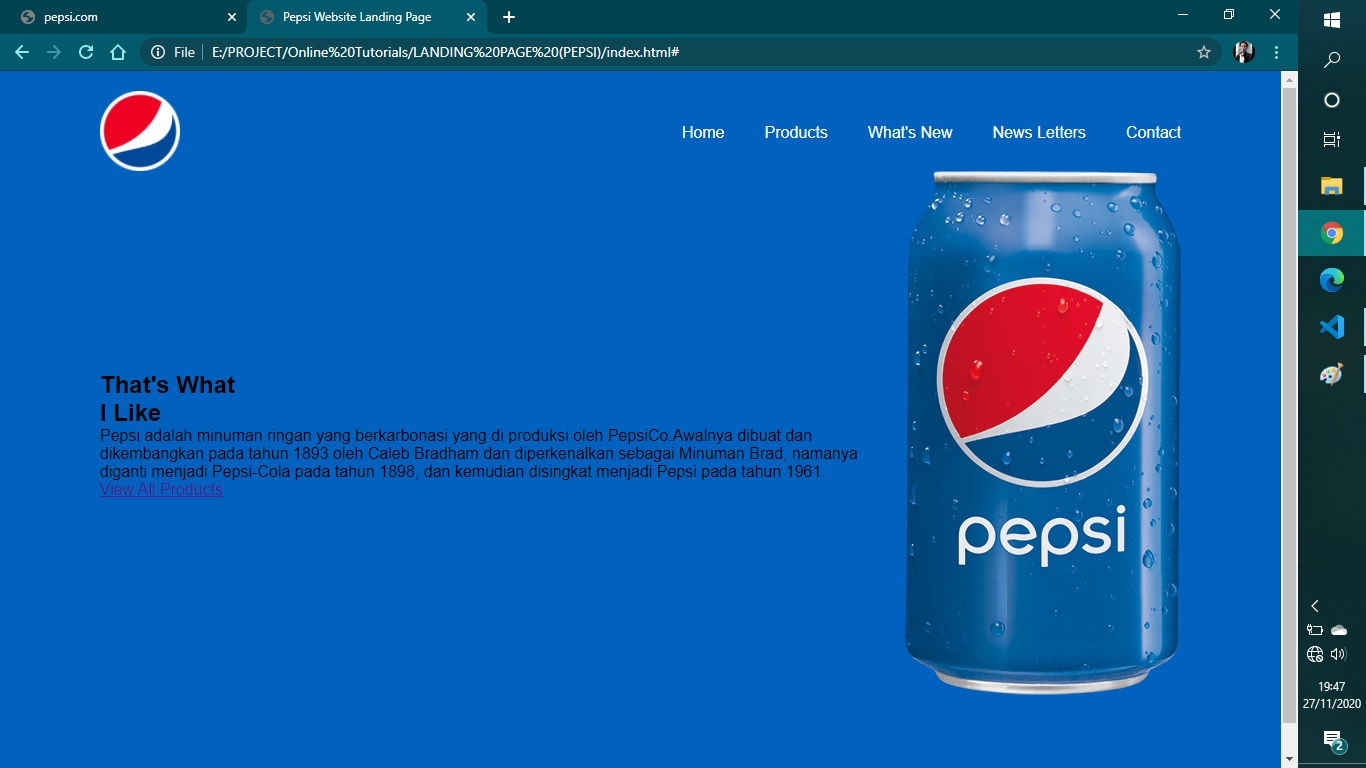 pepsi.com
Pepsi Website Landing Page
File
E:/PROJECT/Online%20Tutorials/LANDING%20PAGE%20(PEPSI)/index.html#
Home Products What's New News Letters Contact
That's What
I Like
Pepsi adalah minuman ringan yang berkarbonasi yang di produksi oleh PepsiCo.Awalnya dibuat dan
dikembangkan pada tahun 1893 oleh Caleb Bradham dan diperkenalkan sebagai Minuman Brad, namanya
diganti menjadi Pepsi-Cola pada tahun 1898, dan kemudian disingkat menjadi Pepsi pada tahun 1961.
View All Products
pepsi
19:47
27/11/2020
2